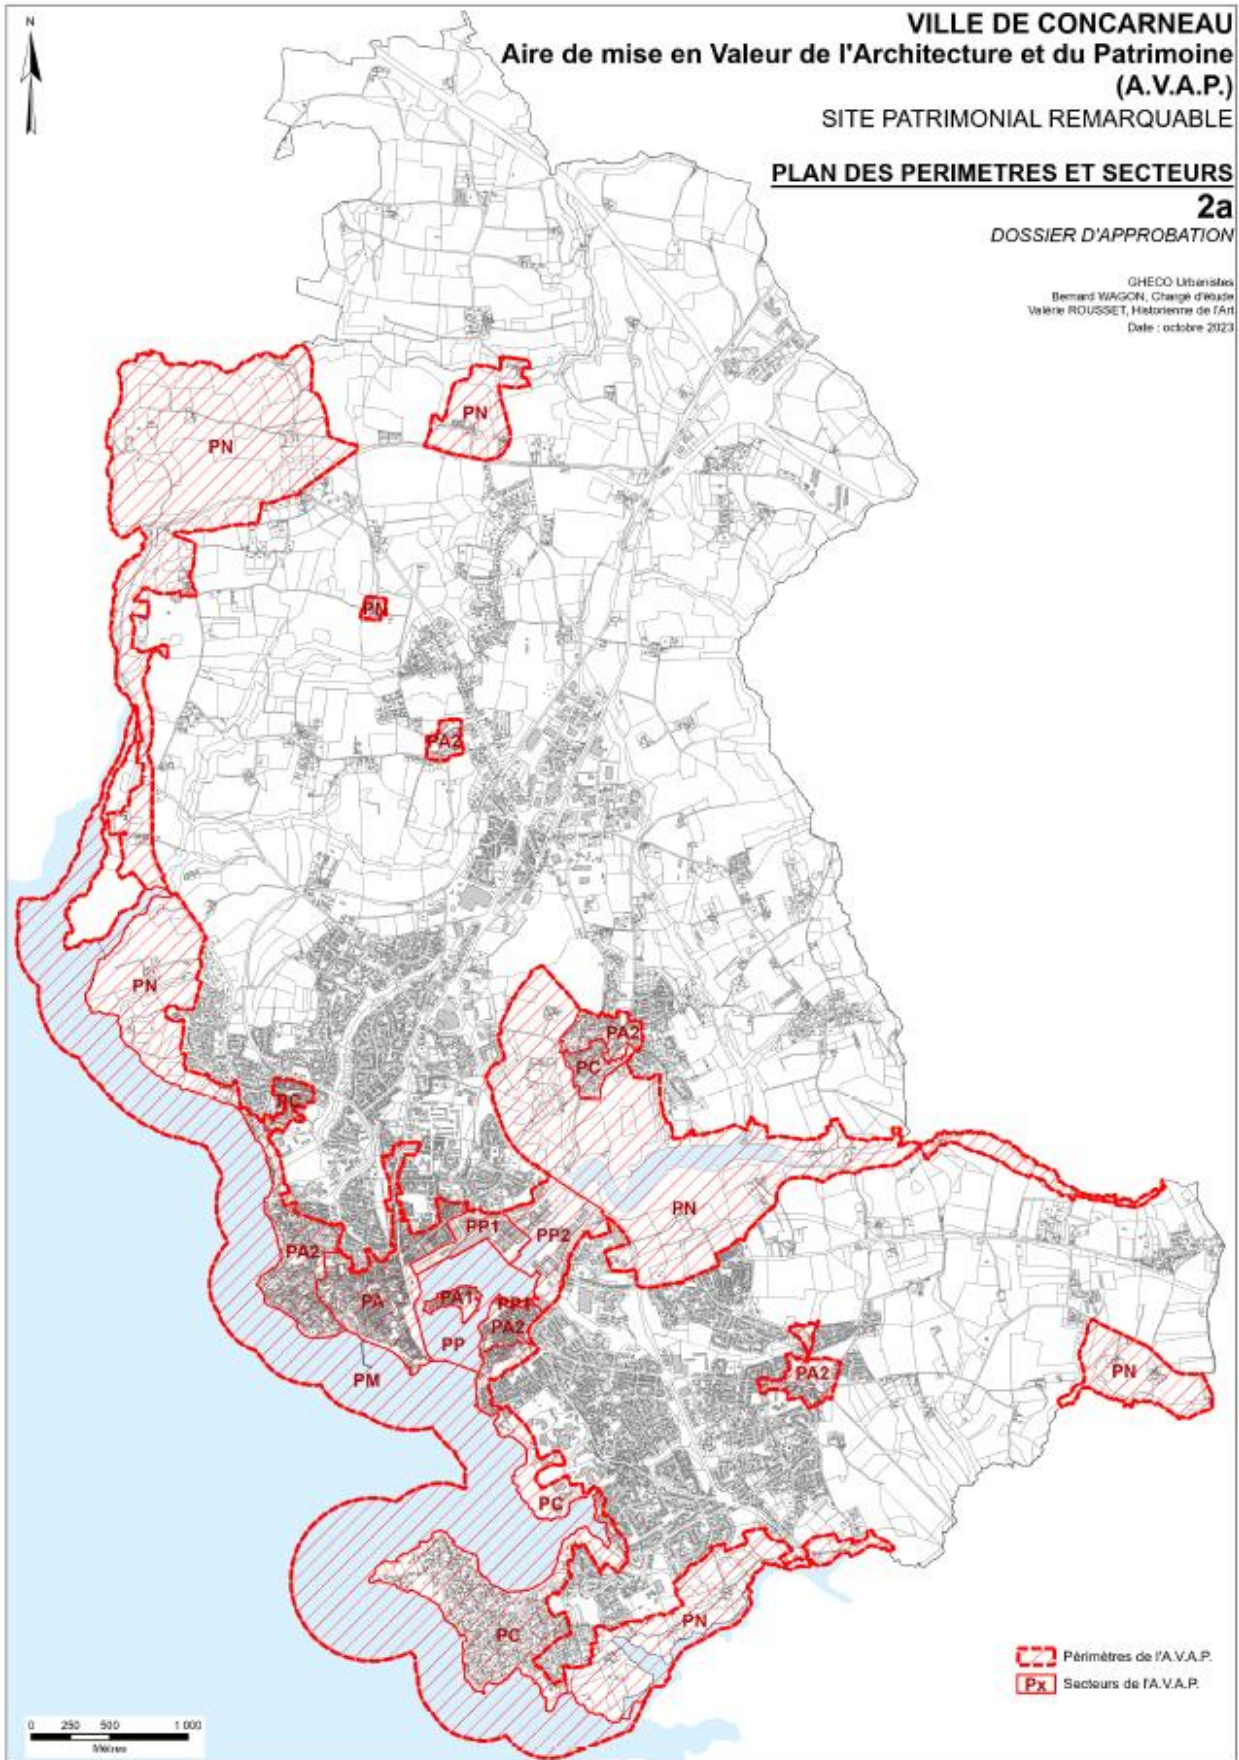 N
VILLE DE CONCARNEAU
Aire de mise en Valeur de l'Architecture et du Patrimoine
(A.V.A.P.)
SITE PATRIMONIAL REMARQUABLE
PLAN DES PERIMETRES ET SECTEURS
2a
DOSSIER D'APPROBATION
GHECO Urbanistes
Bernard WAGON, Chargé d'étude
Valérie ROUSSET, Historienne de l'Art
Date : octobre 2023
PN
PN
PN
PA2
PN
PA2
PC
PC
PN
PP1
PP2
PA2
PA
PA1
PP1
PA2
PP
PM
PA2
PN
PC
PN
PC
Périmètres de l'A.V.A.P.
Px Secteurs de l'A.V.A.P.
0 250 500 1 000
Mètres